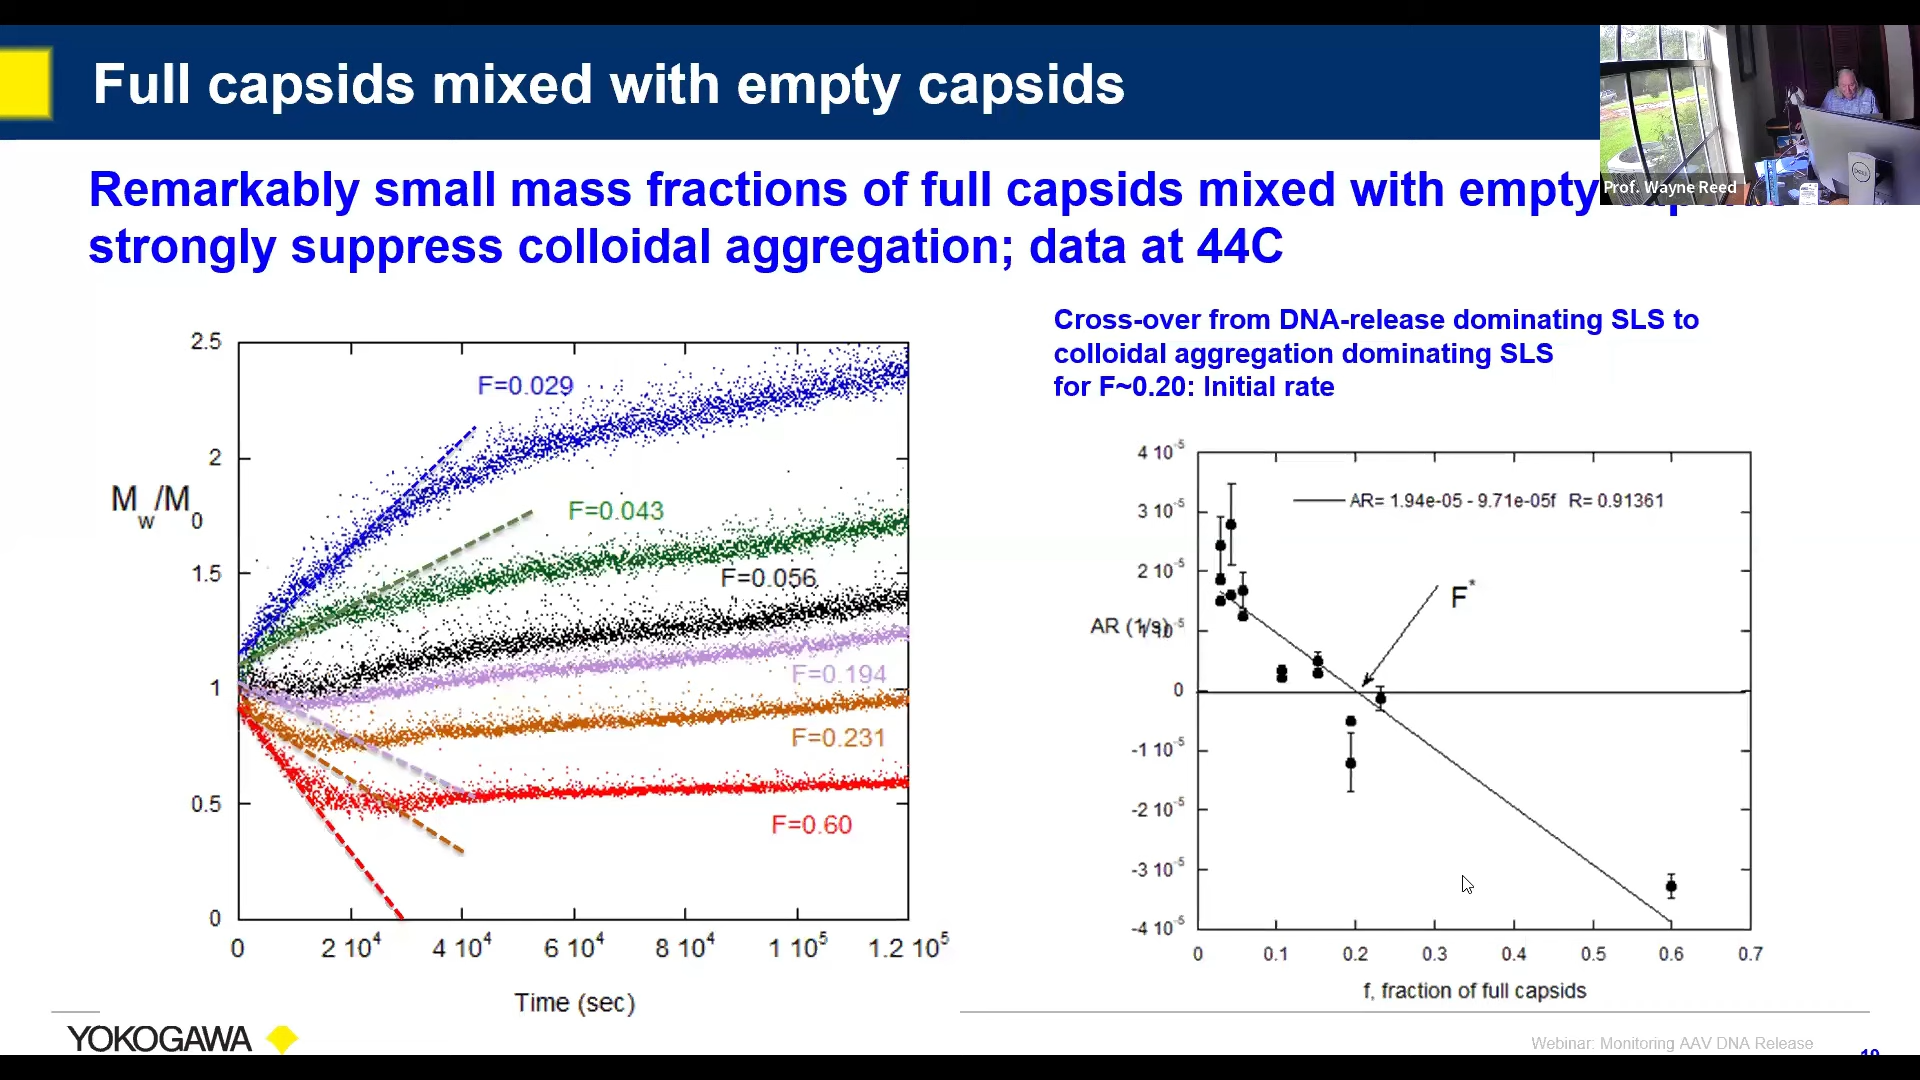 Full capsids mixed with empty capsids
Prof. Wayne Reed
Remarkably small mass fractions of full capsids mixed with empty
strongly suppress colloidal aggregation; data at 44C
Cross-over from DNA-release dominating SLS to
colloidal aggregation dominating SLS
for F~0.20: Initial rate
2.5
2
1.5
1
0.5
0
Mw/M0
F=0.029
F=0.043
F=0.056
F=0.194
F=0.231
F=0.60
0 2 10^4 4 10^4 6 10^4 8 10^4 1 10^5 1.2 10^5
Time (sec)
4 10^-5
3 10^-5
2 10^-5
1 10^-5
0
-1 10^-5
-2 10^-5
-3 10^-5
-4 10^-5
AR (1/s)
AR= 1.94e-05 - 9.71e-05f R= 0.91361
F*
0 0.1 0.2 0.3 0.4 0.5 0.6 0.7
f, fraction of full capsids
YOKOGAWA
Webinar: Monitoring AAV DNA Release